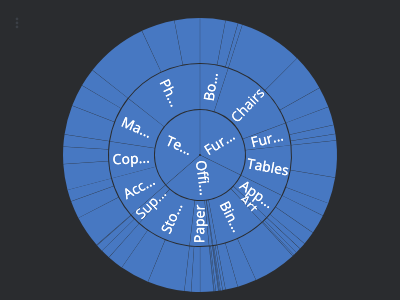 Fur...
Offi...
Te...
Bo...
Chairs
Fur...
Tables
App...
Art
Bin...
Paper
Sto...
Sup...
Acc...
Cop...
Ma...
Ph...